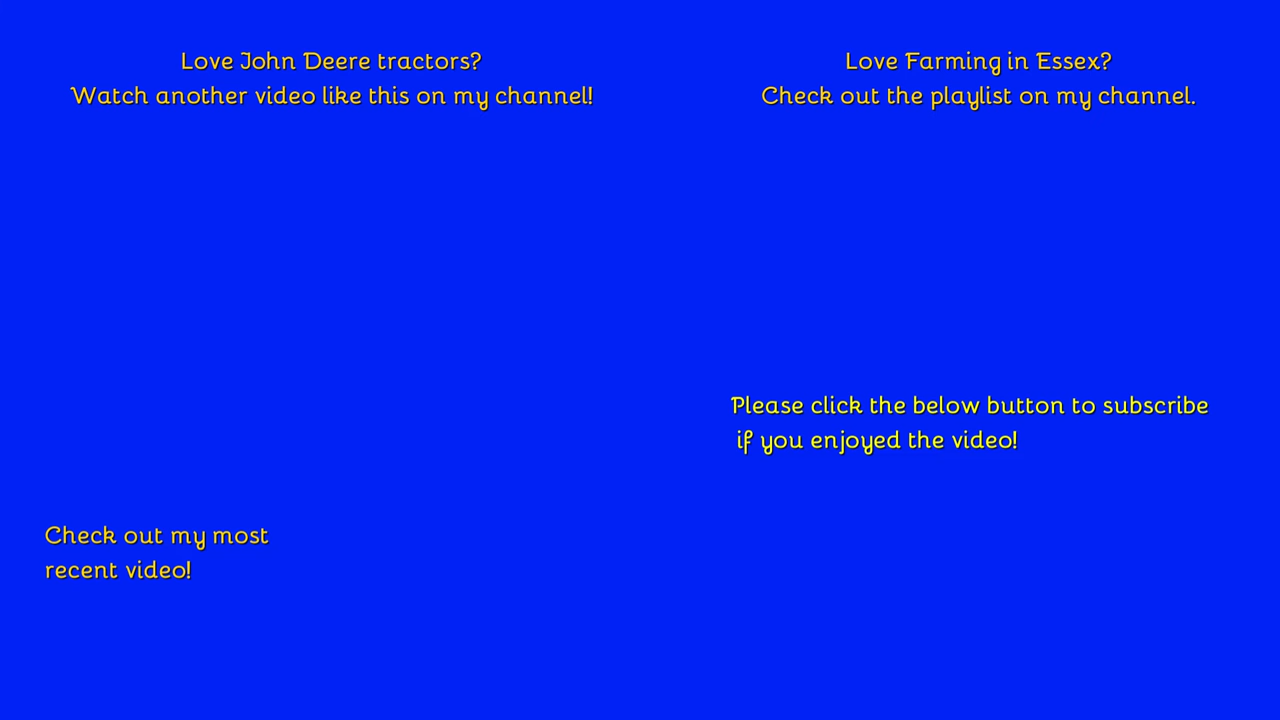 Love John Deere tractors?
Watch another video like this on my channel!
Love Farming in Essex?
Check out the playlist on my channel.
Please click the below button to subscribe
if you enjoyed the video!
Check out my most
recent video!